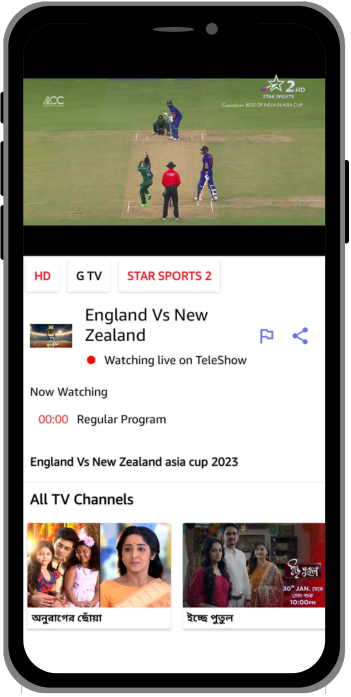 ACC
2 HD
STAR SPORTS
Countdown BEST OF INDIA IN ASIA CUP
HD
G TV
STAR SPORTS 2
England Vs New
Zealand
Watching live on TeleShow
Now Watching
00:00 Regular Program
England Vs New Zealand asia cup 2023
All TV Channels
30TH JAN. থেকে
সোম-শুক্র
10:00PM
অনুরাগের ছোঁয়া
ইচ্ছে পুতুল